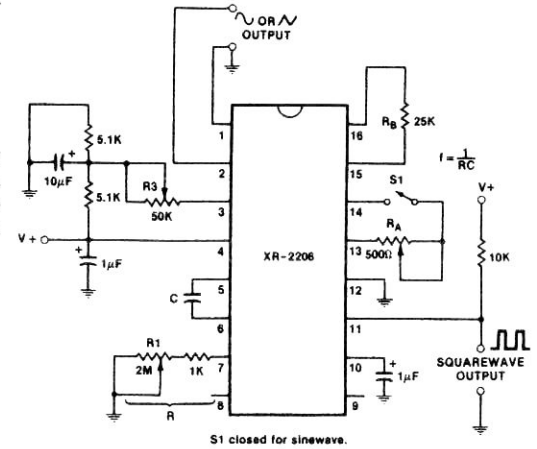 ∿ OR ⩘ OUTPUT
1
16
5.1K
R_B 25K
f = 1/RC
10μF +
2
15
S1
V+
5.1K
R3
50K
3
14
R_A
500Ω
V+
4
13
10K
XR-2206
+
1μF
5
12
C
6
11
SQUAREWAVE
OUTPUT
R1
2M
1K
7
10
+
1μF
8
9
R
S1 closed for sinewave.